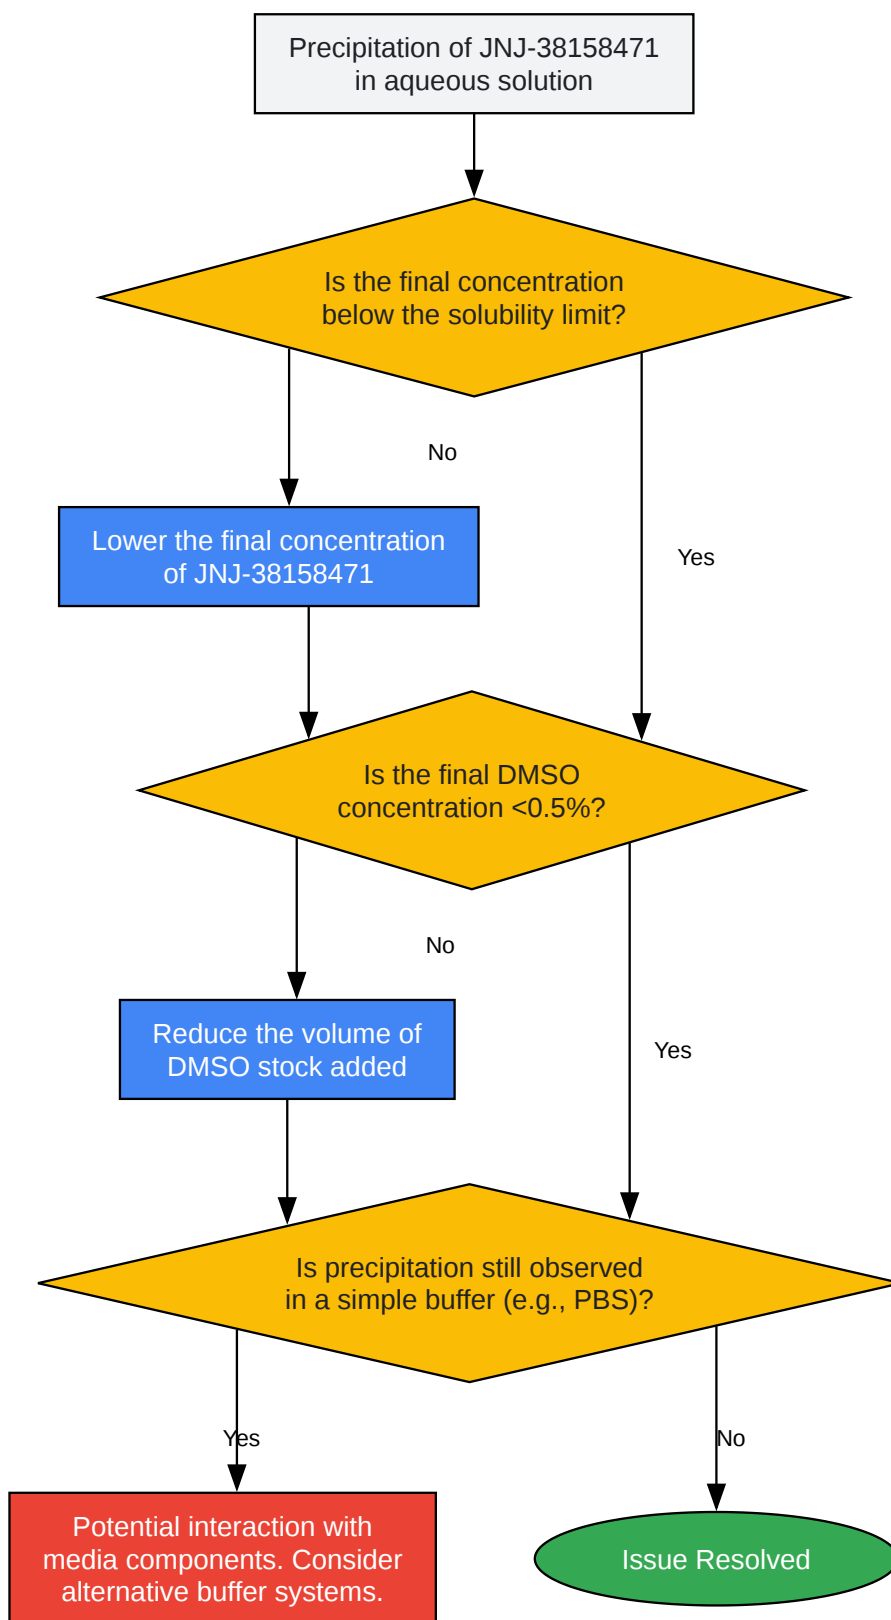 Precipitation of JNJ-38158471
in aqueous solution
Is the final concentration
below the solubility limit?
No
Lower the final concentration
of JNJ-38158471
Yes
Is the final DMSO
concentration <0.5%?
No
Reduce the volume of
DMSO stock added
Yes
Is precipitation still observed
in a simple buffer (e.g., PBS)?
Yes
No
Potential interaction with
media components. Consider
alternative buffer systems.
Issue Resolved